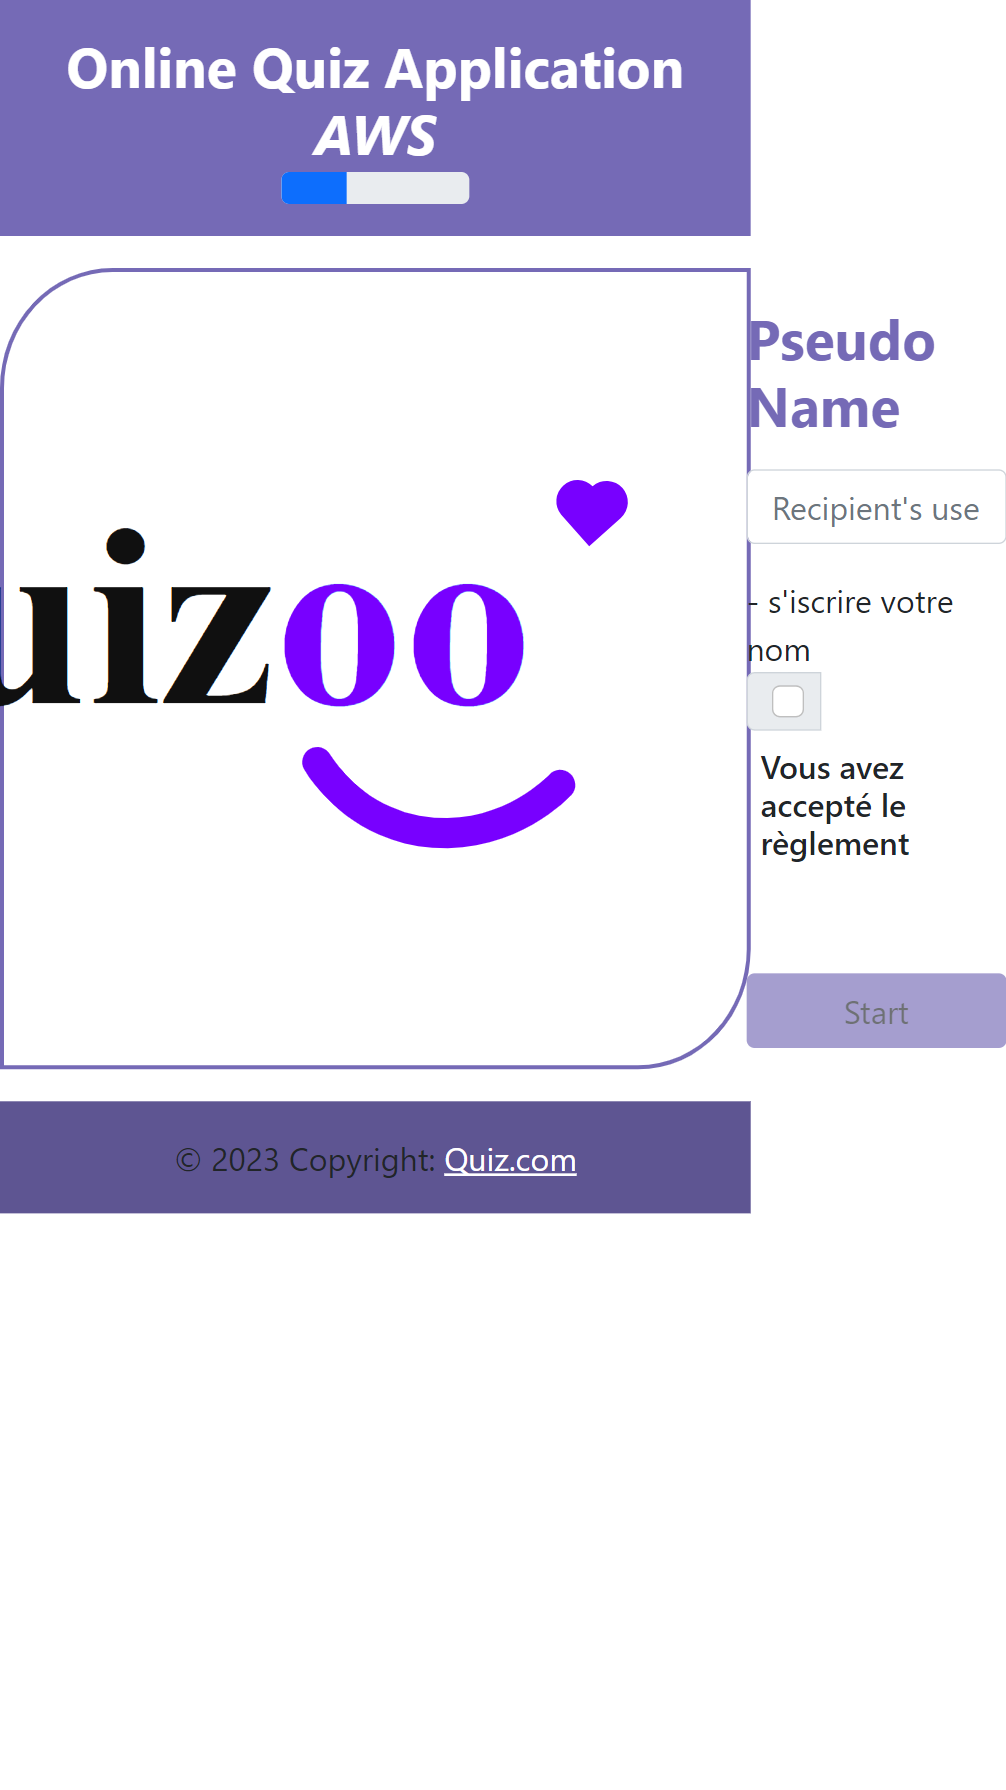 Online Quiz Application
AWS
uizoo
Pseudo
Name
Recipient's use
- s'iscrire votre
nom
Vous avez
accepté le
règlement
Start
© 2023 Copyright: Quiz.com